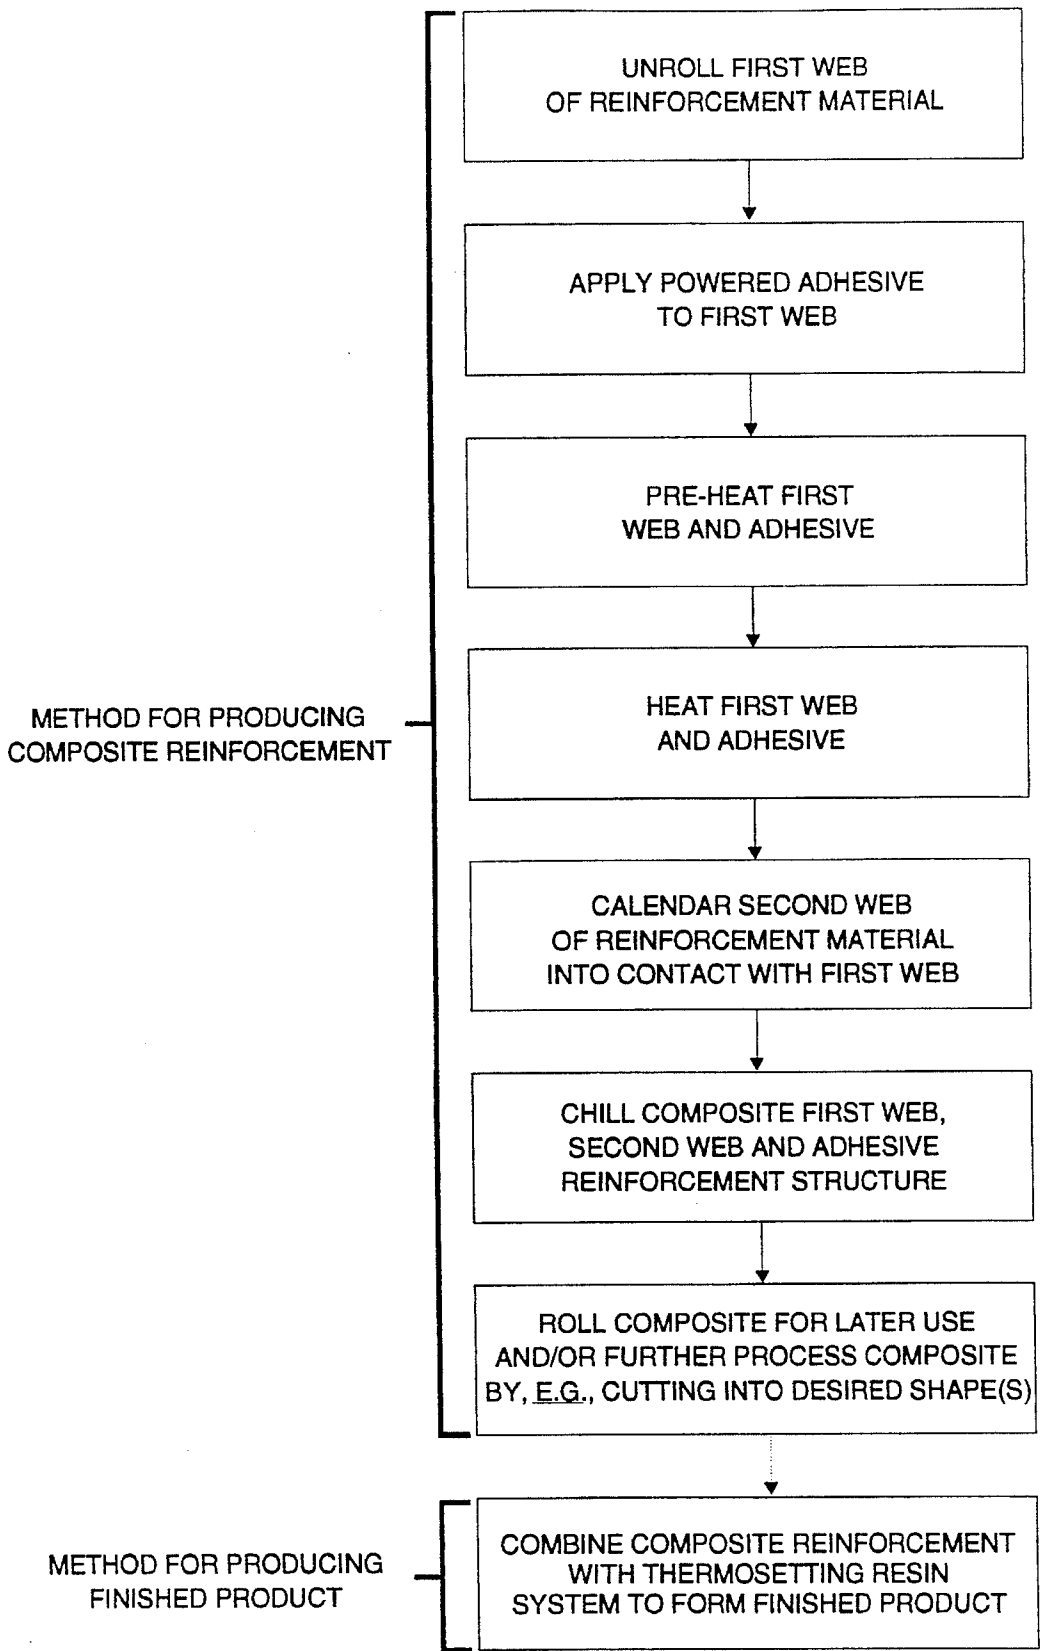 UNROLL FIRST WEB
OF REINFORCEMENT MATERIAL
APPLY POWERED ADHESIVE
TO FIRST WEB
PRE-HEAT FIRST
WEB AND ADHESIVE
HEAT FIRST WEB
AND ADHESIVE
METHOD FOR PRODUCING
COMPOSITE REINFORCEMENT
CALENDAR SECOND WEB
OF REINFORCEMENT MATERIAL
INTO CONTACT WITH FIRST WEB
CHILL COMPOSITE FIRST WEB,
SECOND WEB AND ADHESIVE
REINFORCEMENT STRUCTURE
ROLL COMPOSITE FOR LATER USE
AND/OR FURTHER PROCESS COMPOSITE
BY, E.G., CUTTING INTO DESIRED SHAPE(S)
METHOD FOR PRODUCING
FINISHED PRODUCT
COMBINE COMPOSITE REINFORCEMENT
WITH THERMOSETTING RESIN
SYSTEM TO FORM FINISHED PRODUCT